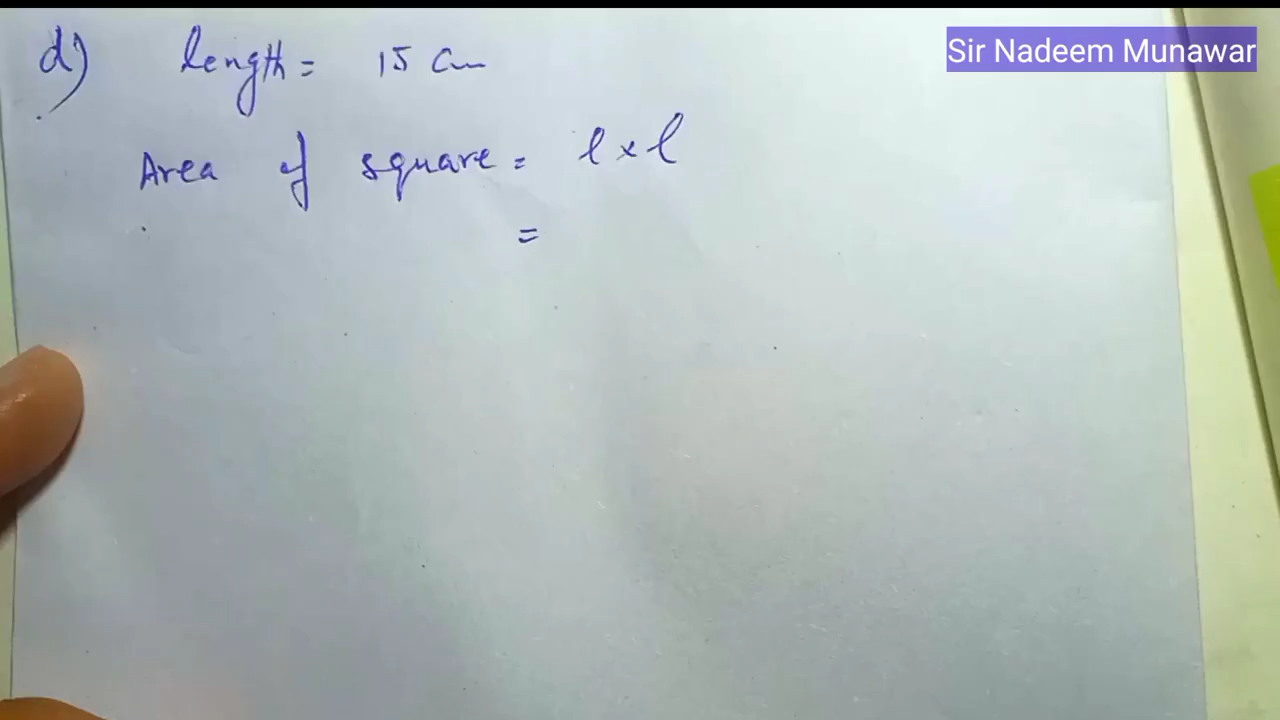 Sir Nadeem Munawar
d) length = 15 cm
Area of square = l × l
=